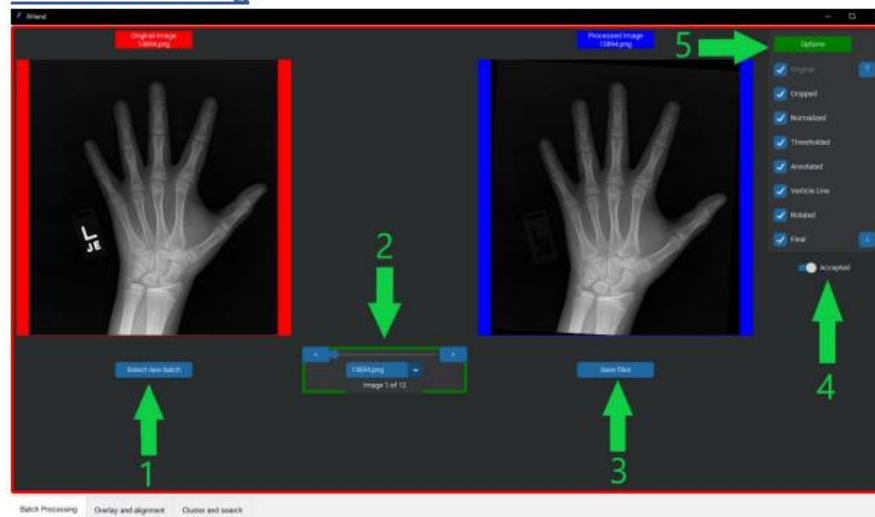 XHand
Original Image
13894.png
Processed Image
13894.png
5
Options
Original
Cropped
Normalized
Thresholded
Annotated
Verticle Line
Rotated
Final
Accepted
L
JE
2
<
>
13894.png
Image 1 of 12
Select new batch
Save files
1
3
4
Batch Processing
Overlay and alignment
Cluster and search